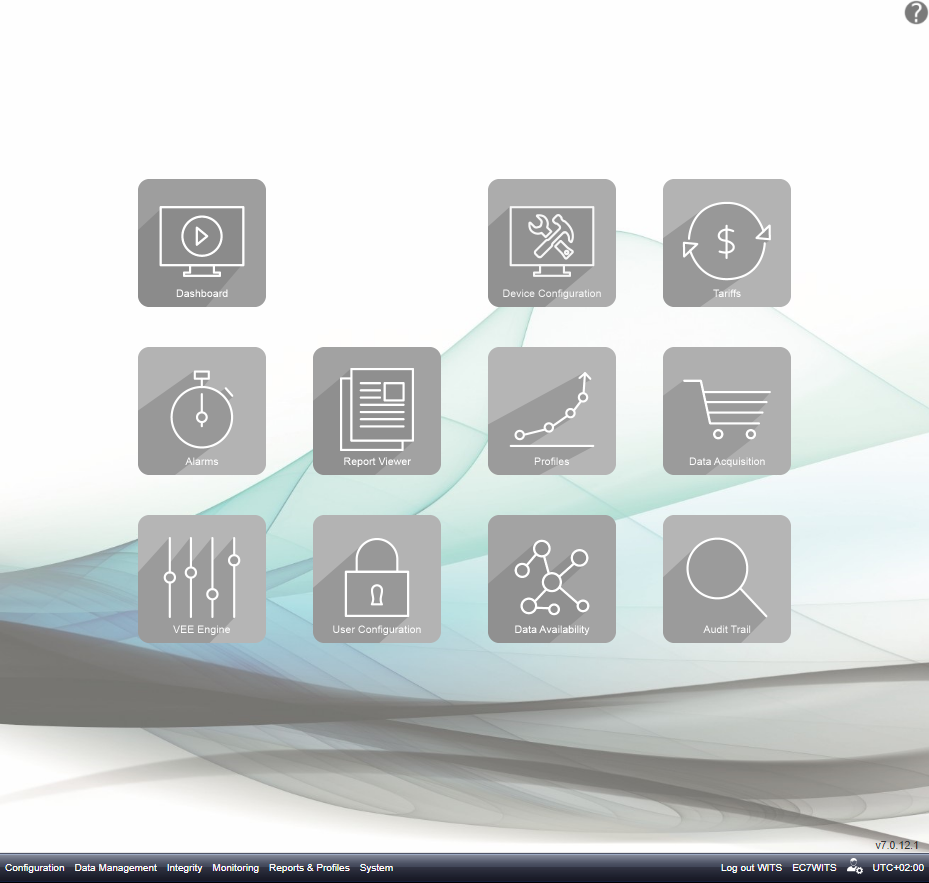 ?
Dashboard
Device Configuration
$
Tariffs
Alarms
Report Viewer
Profiles
Data Acquisition
VEE Engine
User Configuration
Data Availability
Audit Trail
v7.0.12.1
Configuration Data Management Integrity Monitoring Reports & Profiles System Log out WITS EC7WITS UTC+02:00